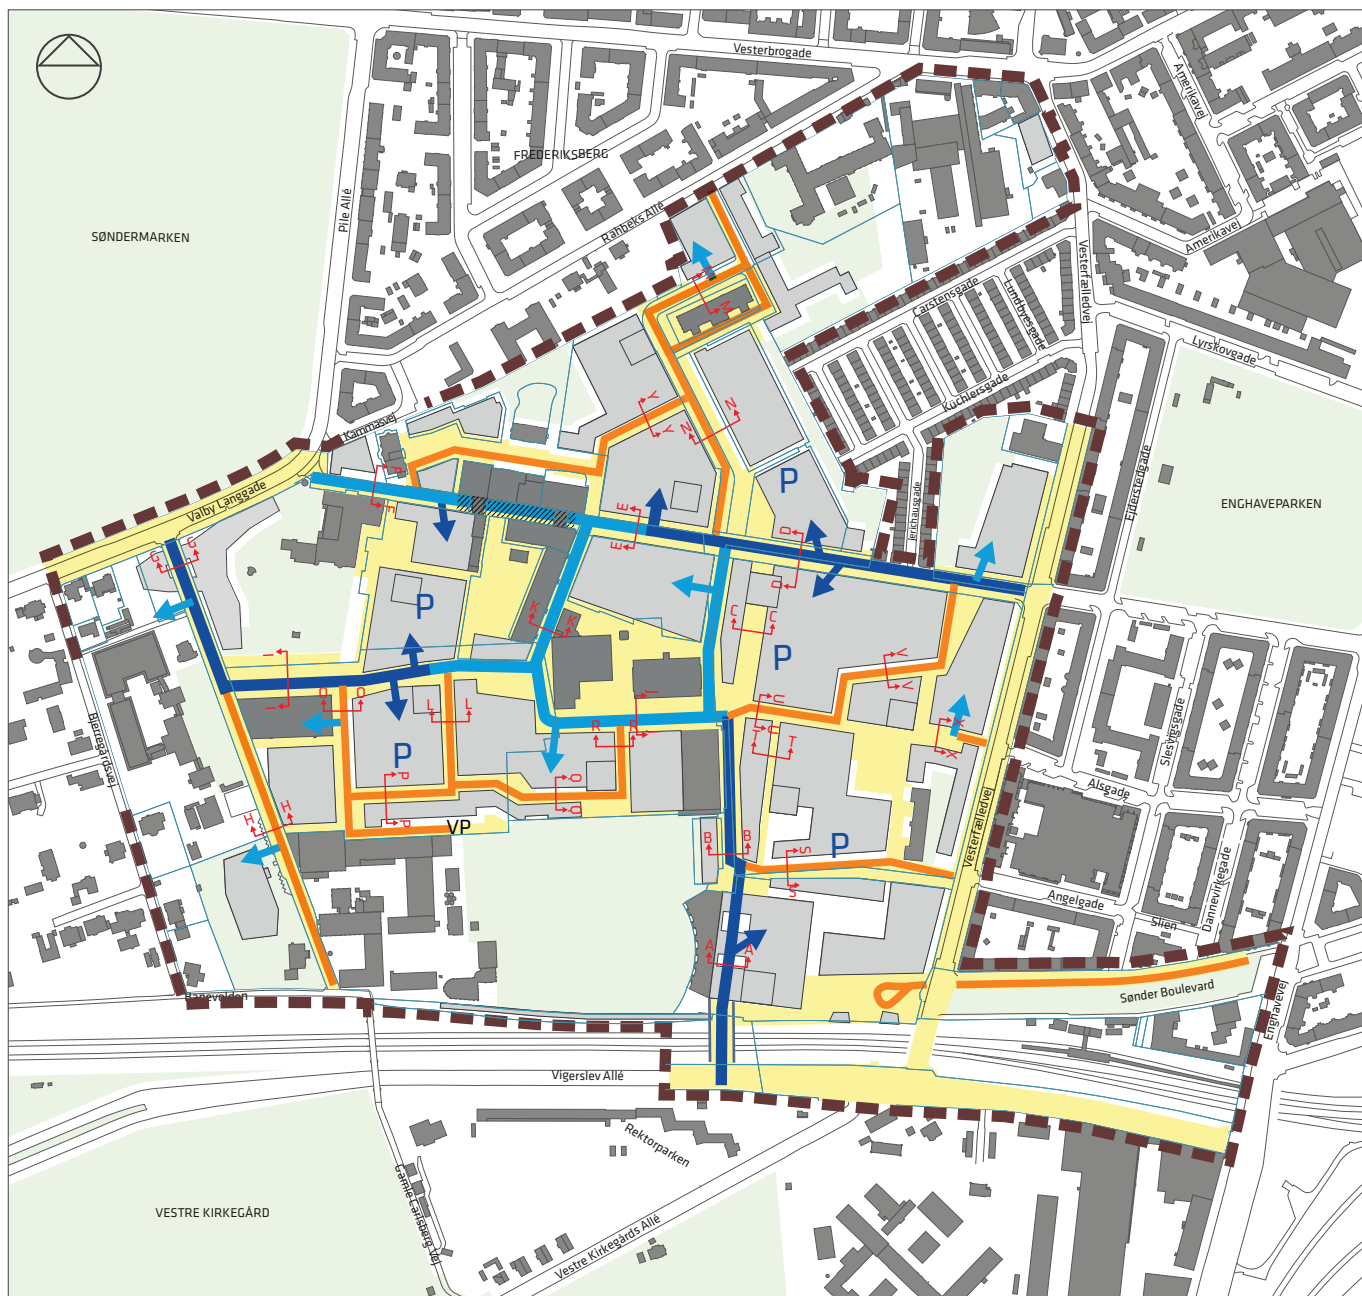 Vesterbrogade
Amerikavej
FREDERIKSBERG
Pile Allé
Rahbeks Allé
SØNDERMARKEN
Amerikavej
Vesterfælledvej
Carstensgade
Lundbyesgade
Lyrskovgade
Küchlersgade
Kammasvej
M
Y
Y
N
N
P
F
F
Valby Langgade
Jerichausgade
Ejderstedgade
ENGHAVEPARKEN
E
E
D
D
G
G
P
K
K
C
C
P
V
V
I
I
O
O
L
L
J
J
U
U
R
R
T
T
X
X
Bjerregårdsvej
Slesvigsgade
P
P
P
Q
Q
Alsgade
H
H
VP
B
B
S
S
P
Vesterfælledvej
Dannevirkegade
Angelgade
Slien
A
A
Banevolden
Sønder Boulevard
Enghavevej
Vigerslev Allé
Rektorparken
Gamle Carlsberg Vej
VESTRE KIRKEGÅRD
Vestre Kirkegårds Allé